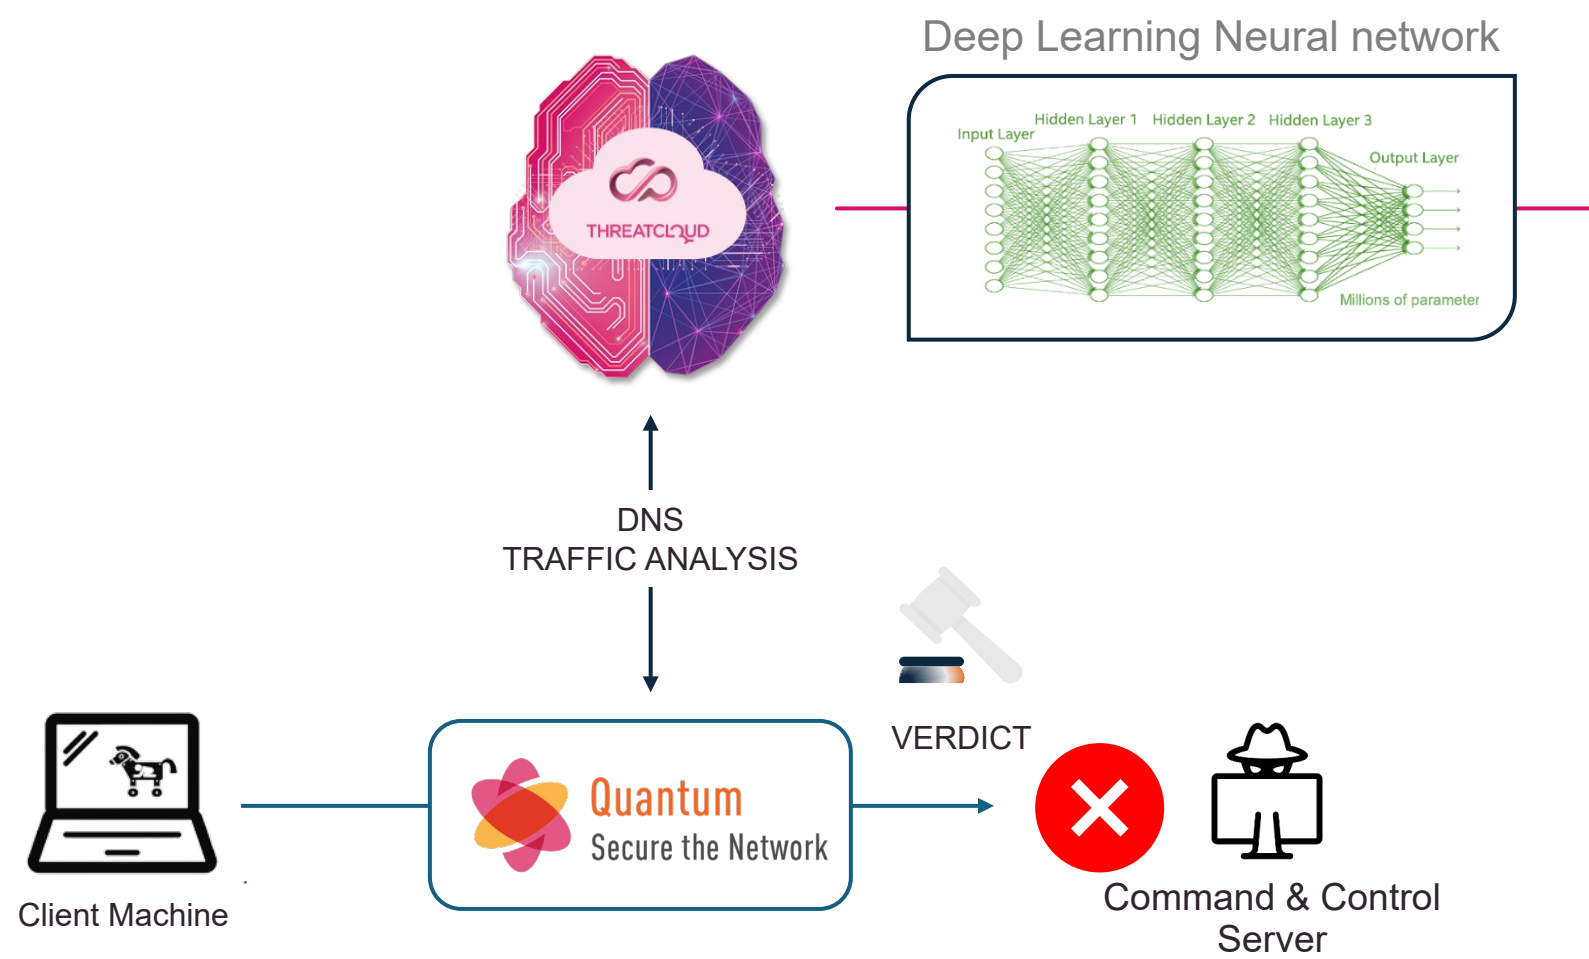 Deep Learning Neural network
Input Layer
Hidden Layer 1
Hidden Layer 2
Hidden Layer 3
Output Layer
Millions of parameter
THREATCLOUD
DNS
TRAFFIC ANALYSIS
VERDICT
Quantum
Secure the Network
Client Machine
Command & Control
Server